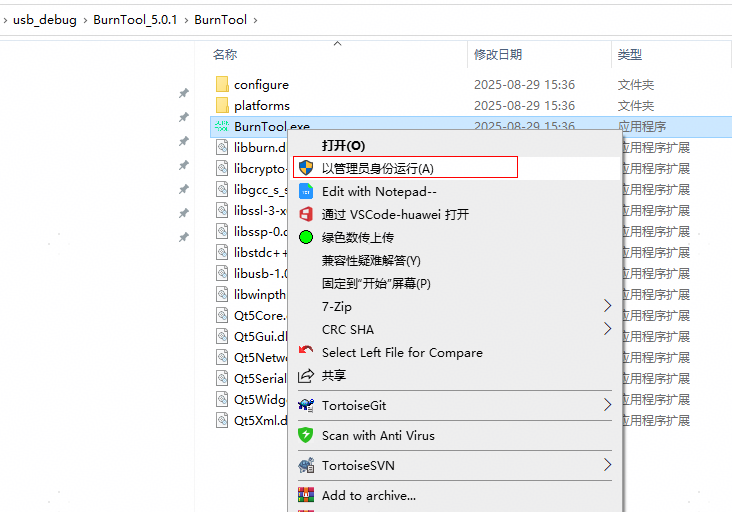 › usb_debug › BurnTool_5.0.1 › BurnTool ›
名称 修改日期 类型
configure 2025-08-29 15:36 文件夹
platforms 2025-08-29 15:36 文件夹
BurnTool.exe 2025-08-29 15:36 应用程序
libburn.d 应用程序扩展
libcrypto- 应用程序扩展
libgcc_s_s 应用程序扩展
libssl-3-x 应用程序扩展
libssp-0.d 应用程序扩展
libstdc++ 应用程序扩展
libusb-1.0 应用程序扩展
libwinpth 应用程序扩展
Qt5Core. 应用程序扩展
Qt5Gui.dl 应用程序扩展
Qt5Netw 应用程序扩展
Qt5Serial 应用程序扩展
Qt5Widg 应用程序扩展
Qt5Xml.d 应用程序扩展
打开(O)
以管理员身份运行(A)
Edit with Notepad--
通过 VSCode-huawei 打开
绿色数传上传
兼容性疑难解答(Y)
固定到“开始”屏幕(P)
7-Zip
CRC SHA
Select Left File for Compare
共享
TortoiseGit
Scan with Anti Virus
TortoiseSVN
Add to archive...